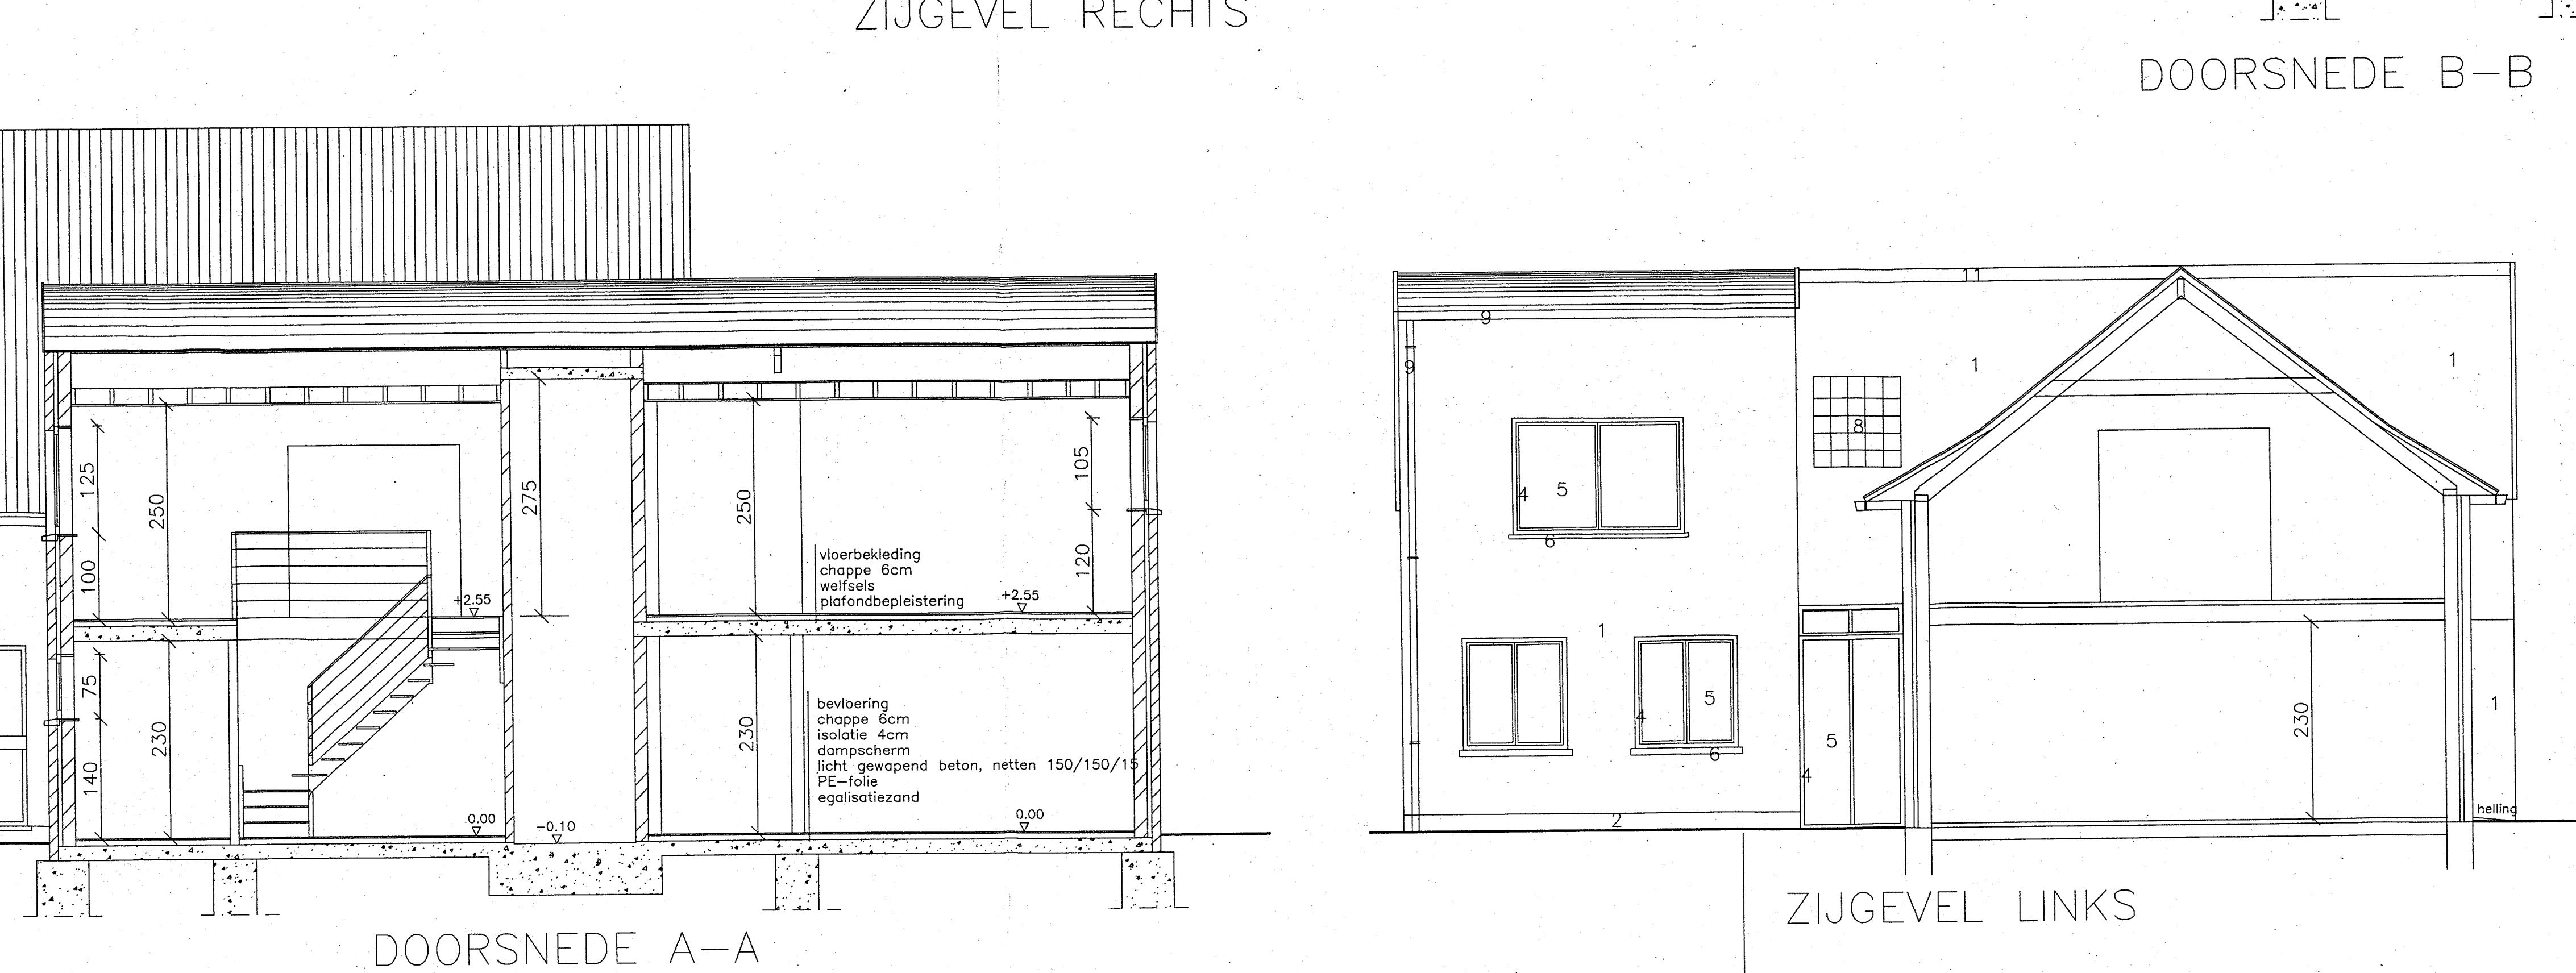 ZIJGEVEL RECHTS
DOORSNEDE B-B
125
250
100
75
230
140
275
+2.55
0.00
-0.10
250
230
105
120
vloerbekleding
chappe 6cm
welfsels
plafondbepleistering
+2.55
bevloering
chappe 6cm
isolatie 4cm
dampscherm
licht gewapend beton, netten 150/150/15
PE-folie
egalisatiezand
0.00
DOORSNEDE A-A
9
9
11
1
1
8
4
5
6
1
5
4
6
5
4
2
230
1
helling
ZIJGEVEL LINKS